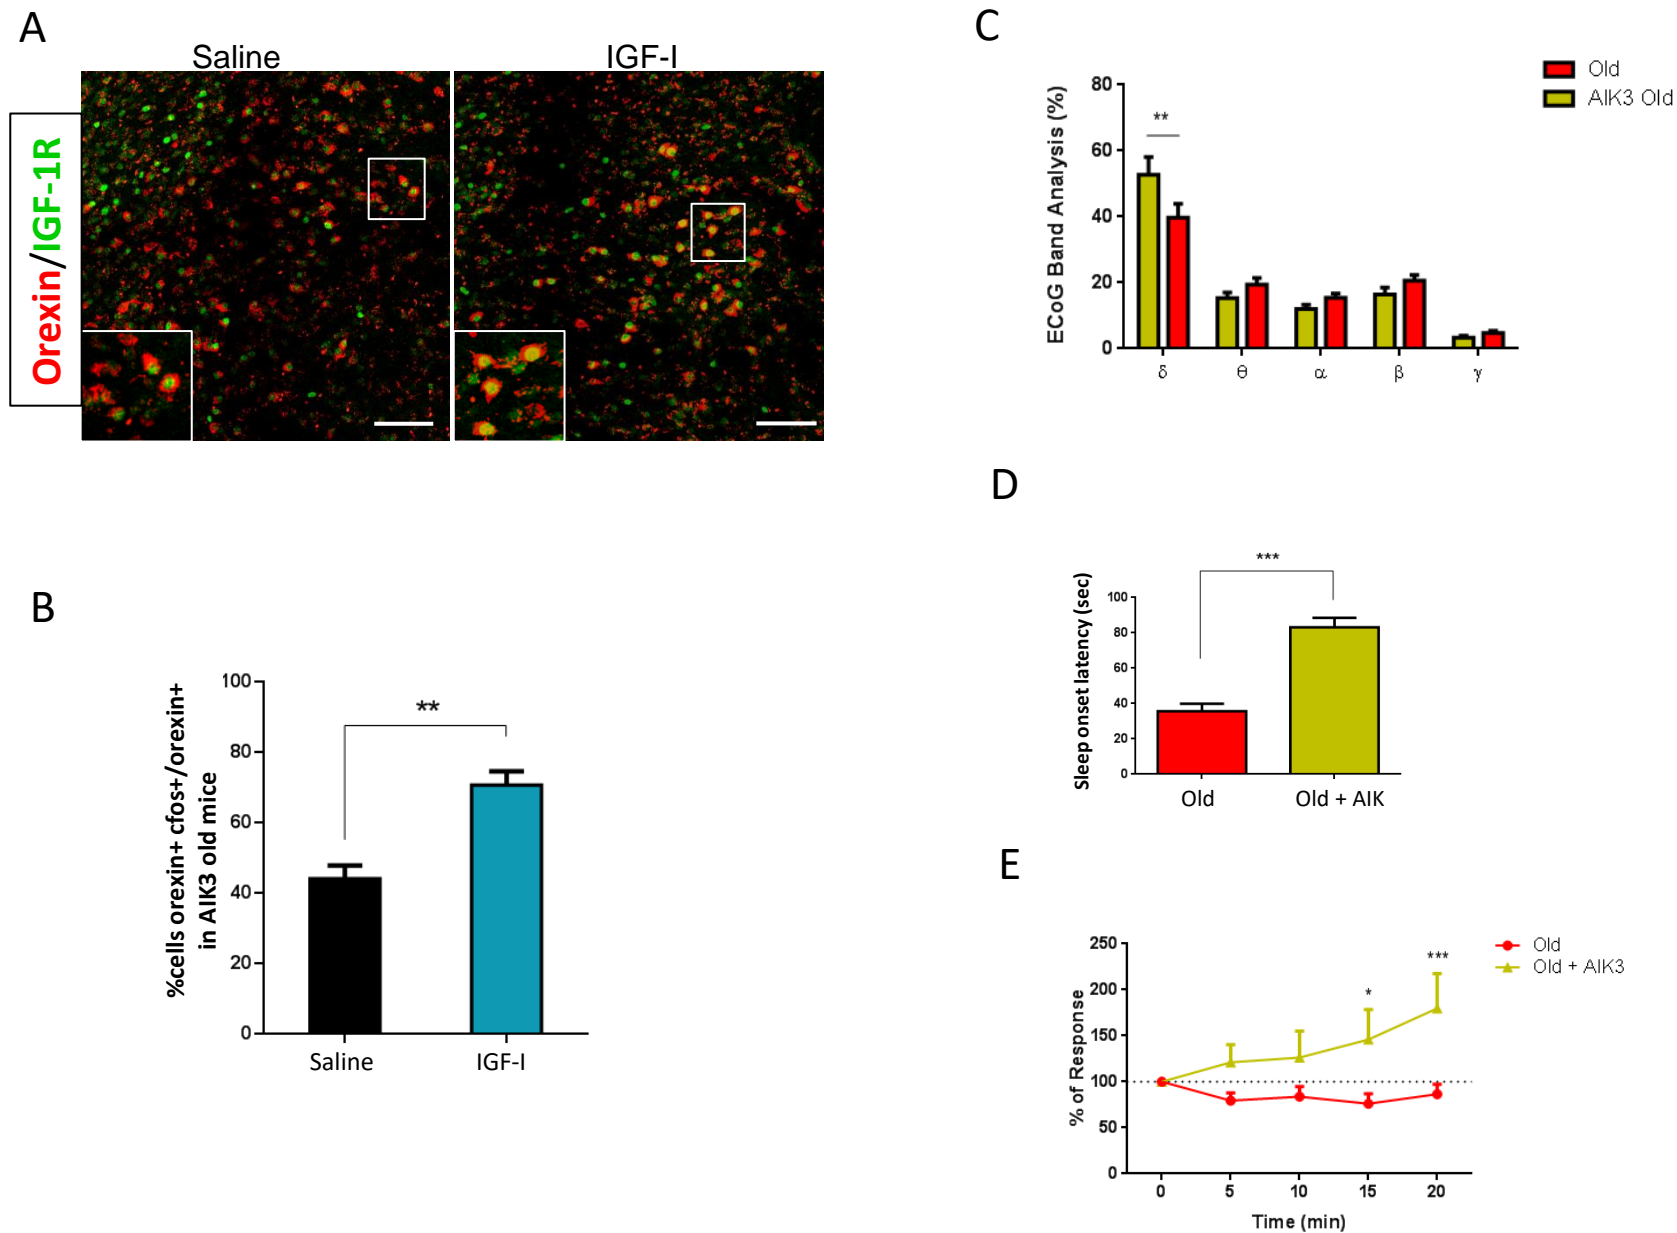 A
Saline
IGF-I
Orexin/IGF-1R
B
%cells orexin+ cfos+/orexin+
in AIK3 old mice
100
80
60
40
20
0
**
Saline
IGF-I
C
Old
AIK3 Old
ECoG Band Analysis (%)
80
60
40
20
0
**
δ
θ
α
β
γ
D
Sleep onset latency (sec)
100
80
60
40
20
0
***
Old
Old + AIK
E
Old
Old + AIK3
% of Response
250
200
150
100
50
0
*
***
0
5
10
15
20
Time (min)